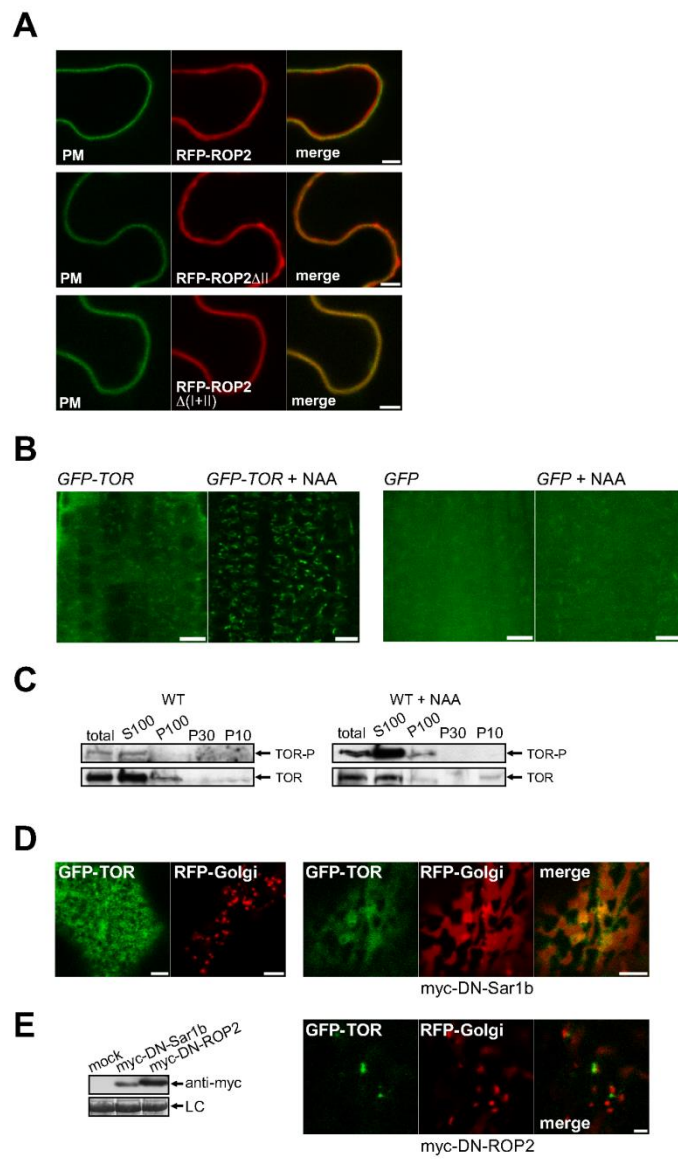 A
PM
RFP-ROP2
merge
PM
RFP-ROP2ΔII
merge
PM
RFP-ROP2
Δ(I+II)
merge
B
GFP-TOR
GFP-TOR + NAA
GFP
GFP + NAA
C
WT
total S100 P100 P30 P10
TOR-P
TOR
WT + NAA
total S100 P100 P30 P10
TOR-P
TOR
D
GFP-TOR
RFP-Golgi
GFP-TOR
RFP-Golgi
merge
myc-DN-Sar1b
E
mock
myc-DN-Sar1b
myc-DN-ROP2
anti-myc
LC
GFP-TOR
RFP-Golgi
merge
myc-DN-ROP2